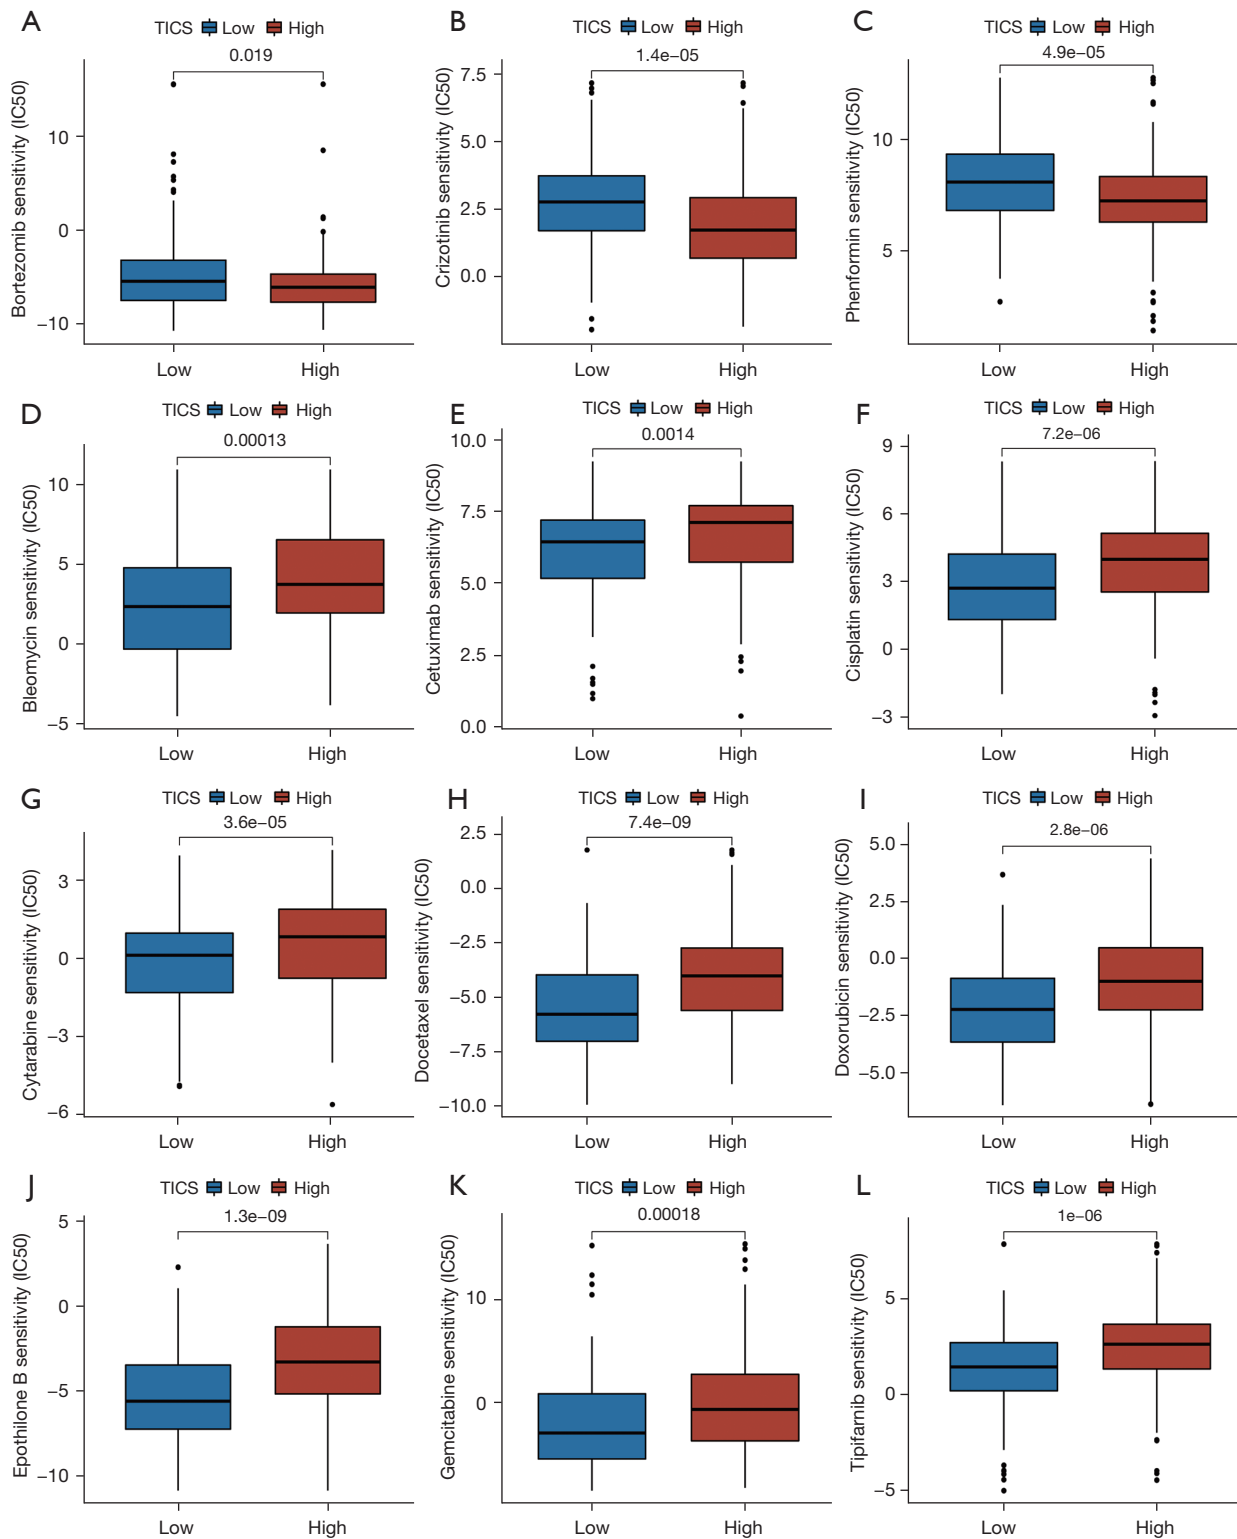 A
TICS Low High
0.019
Bortezomib sensitivity (IC50)
10
0
−10
Low High
B
TICS Low High
1.4e−05
Crizotinib sensitivity (IC50)
7.5
5.0
2.5
0.0
Low High
C
TICS Low High
4.9e−05
Phenformin sensitivity (IC50)
10
5
Low High
D
TICS Low High
0.00013
Bleomycin sensitivity (IC50)
10
5
0
−5
Low High
E
TICS Low High
0.0014
Cetuximab sensitivity (IC50)
10.0
7.5
5.0
2.5
0.0
Low High
F
TICS Low High
7.2e−06
Cisplatin sensitivity (IC50)
9
6
3
0
−3
Low High
G
TICS Low High
3.6e−05
Cytarabine sensitivity (IC50)
3
0
−3
−6
Low High
H
TICS Low High
7.4e−09
Docetaxel sensitivity (IC50)
2.5
0.0
−2.5
−5.0
−7.5
−10.0
Low High
I
TICS Low High
2.8e−06
Doxorubicin sensitivity (IC50)
5.0
2.5
0.0
−2.5
−5.0
Low High
J
TICS Low High
1.3e−09
Epothilone B sensitivity (IC50)
5
0
−5
−10
Low High
K
TICS Low High
0.00018
Gemcitabine sensitivity (IC50)
10
0
Low High
L
TICS Low High
1e−06
Tipifarnib sensitivity (IC50)
5
0
−5
Low High